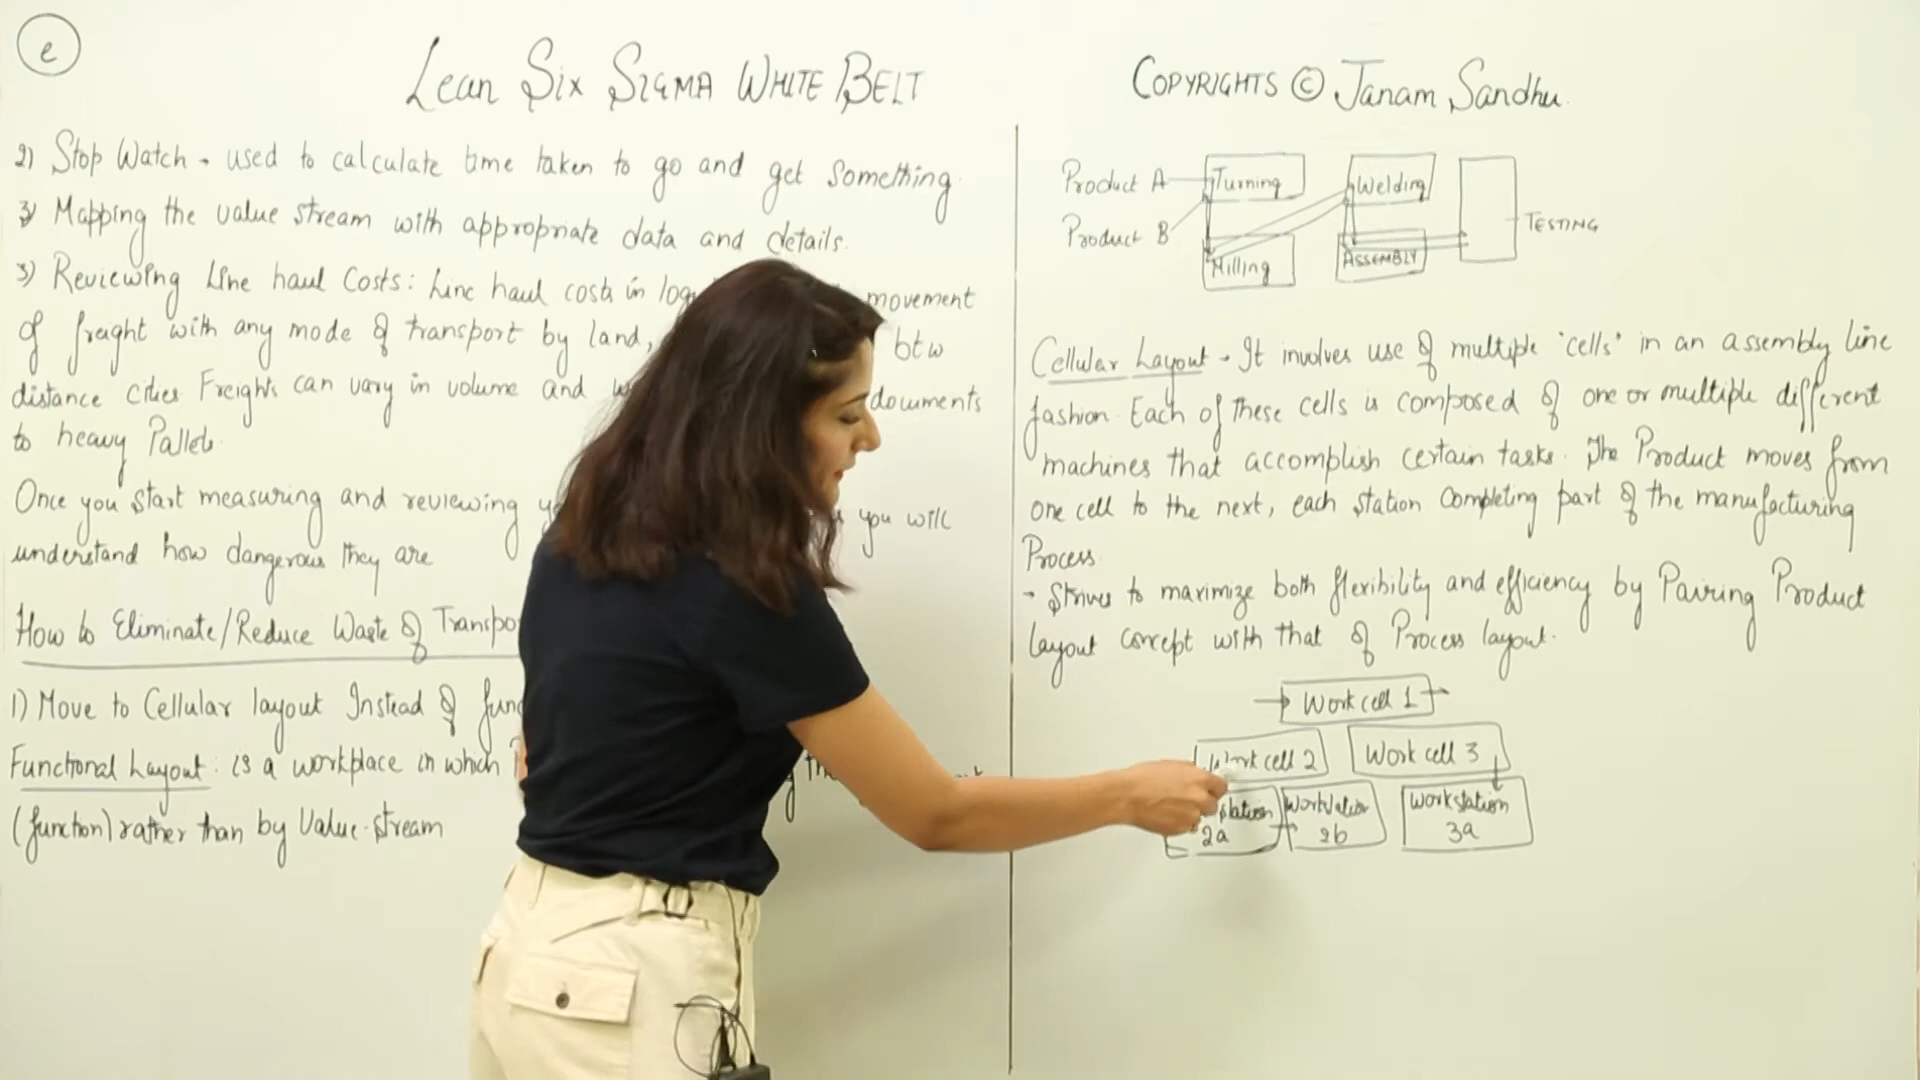 e
Lean Six Sigma White Belt
Copyrights © Janam Sandhu
2) Stop Watch - used to calculate time taken to go and get something.
3) Mapping the value stream with appropriate data and details.
3) Reviewing Line haul Costs: Line haul costs in movement
of freight with any mode of transport by land, btw
distance cities Freights can vary in volume and documents
to heavy Pallets.
Once you start measuring and reviewing you will
understand how dangerous they are
How to Eliminate/Reduce Waste of
1) Move to Cellular layout Instead of
Functional Layout: is a workplace in which
(function) rather than by Value-stream
Product A
Product B
Turning
Milling
Welding
Assembly
Testing
Cellular Layout - It involves use of multiple 'cells' in an assembly line
fashion. Each of these cells is composed of one or multiple different
machines that accomplish certain tasks. The Product moves from
one cell to the next, each station completing part of the manufacturing
Process.
- Strives to maximize both flexibility and efficiency by Pairing Product
layout concept with that of Process layout.
Work cell 1
Work cell 2
Work cell 3
2a
Workstation
2b
Workstation
3a